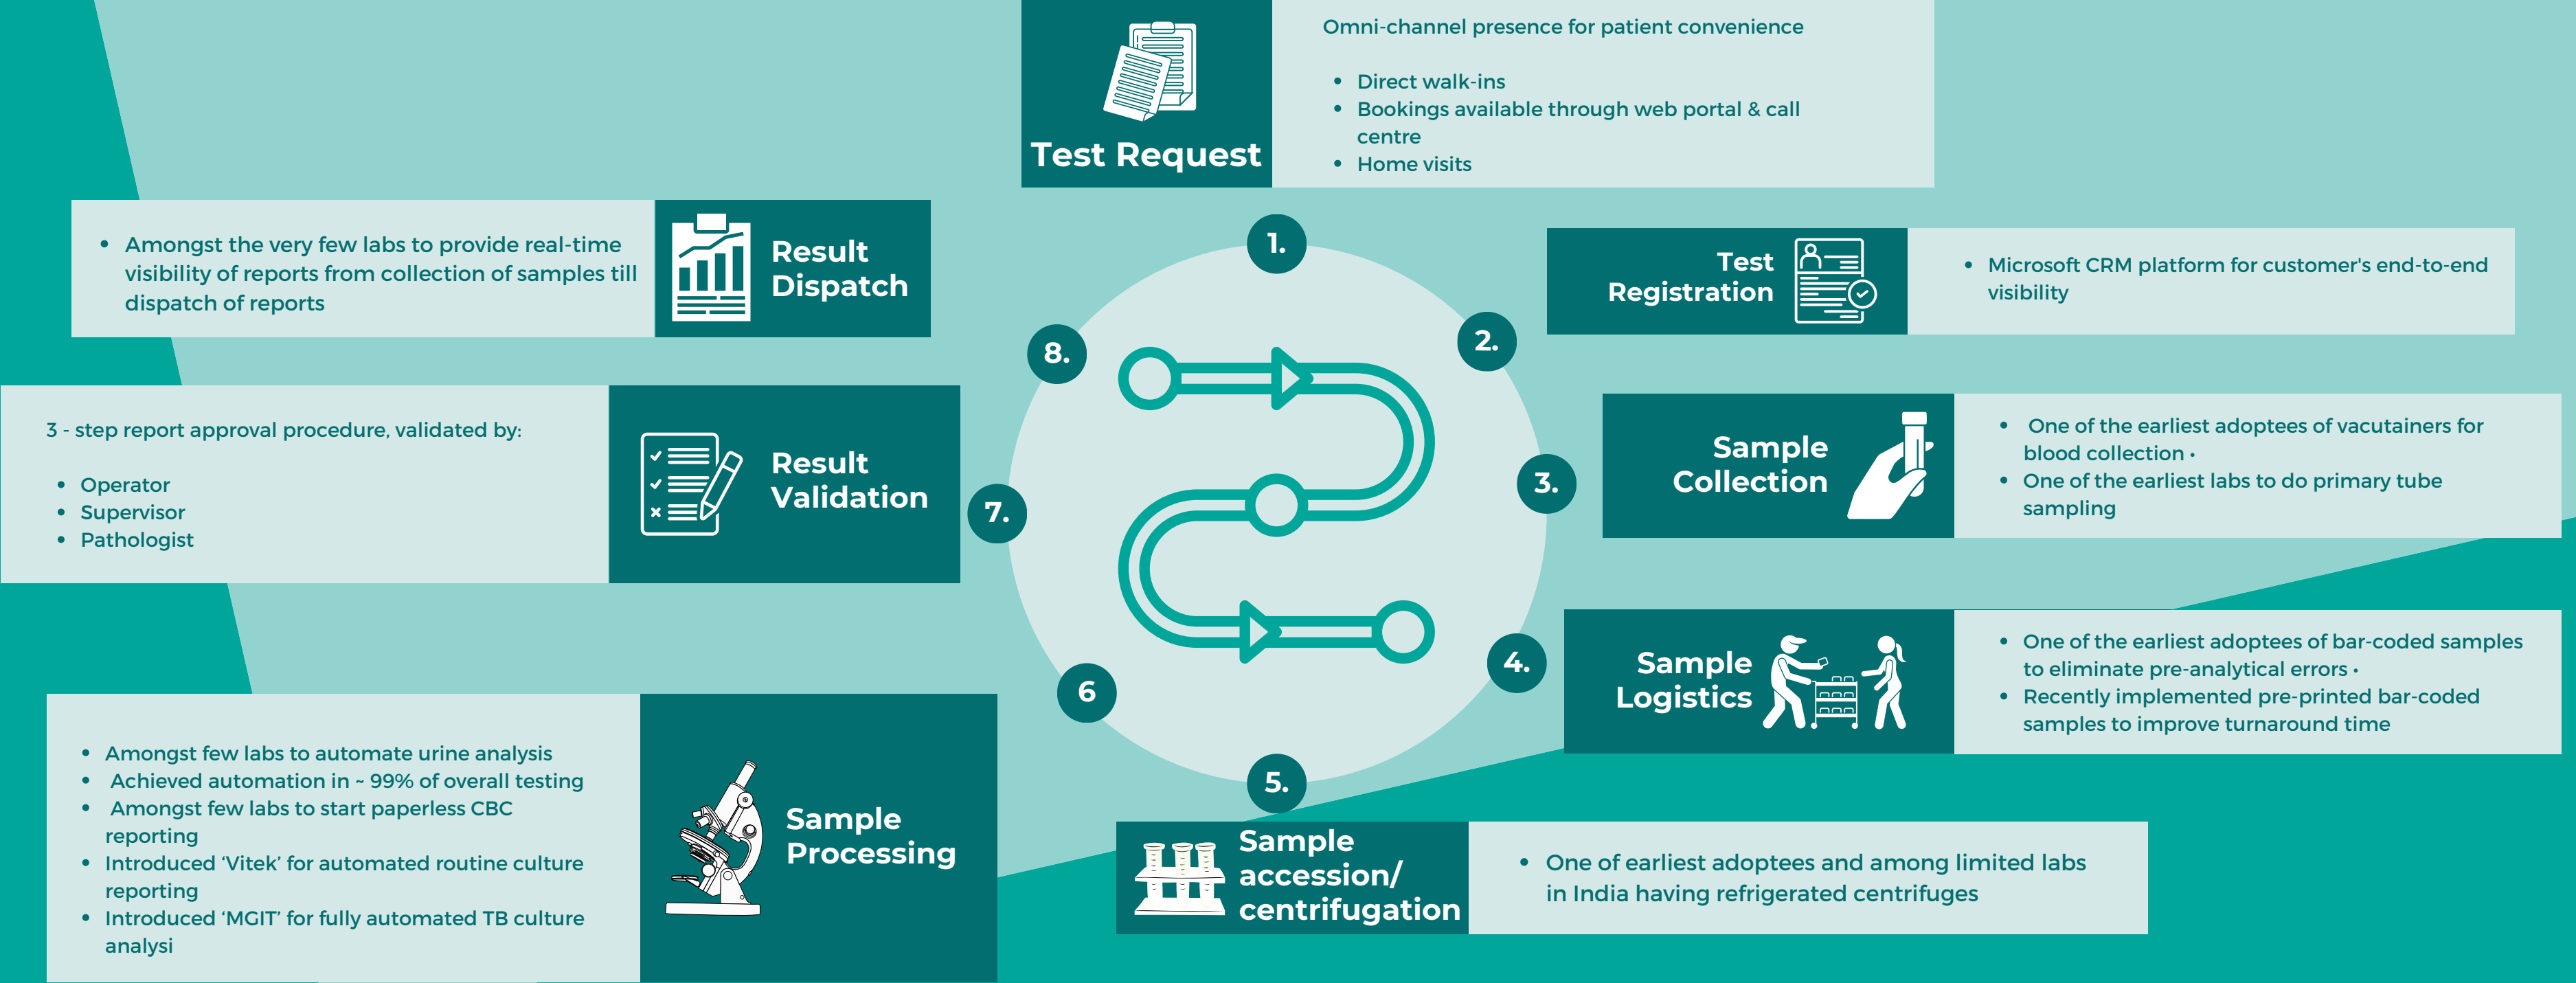 Test Request
Omni-channel presence for patient convenience
• Direct walk-ins
• Bookings available through web portal & call
centre
• Home visits
1.
Test
Registration
• Microsoft CRM platform for customer's end-to-end
visibility
2.
Sample
Collection
• One of the earliest adoptees of vacutainers for
blood collection •
• One of the earliest labs to do primary tube
sampling
3.
Sample
Logistics
• One of the earliest adoptees of bar-coded samples
to eliminate pre-analytical errors •
• Recently implemented pre-printed bar-coded
samples to improve turnaround time
4.
5.
Sample
accession/
centrifugation
• One of earliest adoptees and among limited labs
in India having refrigerated centrifuges
6
Sample
Processing
• Amongst few labs to automate urine analysis
• Achieved automation in ~ 99% of overall testing
• Amongst few labs to start paperless CBC
reporting
• Introduced ‘Vitek’ for automated routine culture
reporting
• Introduced ‘MGIT’ for fully automated TB culture
analysi
7.
Result
Validation
3 - step report approval procedure, validated by:
• Operator
• Supervisor
• Pathologist
8.
Result
Dispatch
• Amongst the very few labs to provide real-time
visibility of reports from collection of samples till
dispatch of reports